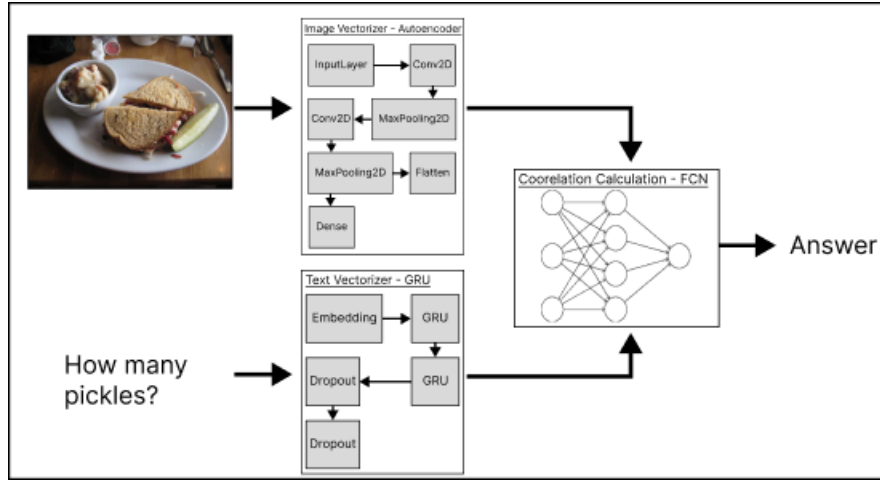 Image Vectorizer - Autoencoder
InputLayer
Conv2D
Conv2D
MaxPooling2D
MaxPooling2D
Flatten
Dense
Coorelation Calculation - FCN
Answer
Text Vectorizer - GRU
Embedding
GRU
Dropout
GRU
Dropout
How many
pickles?